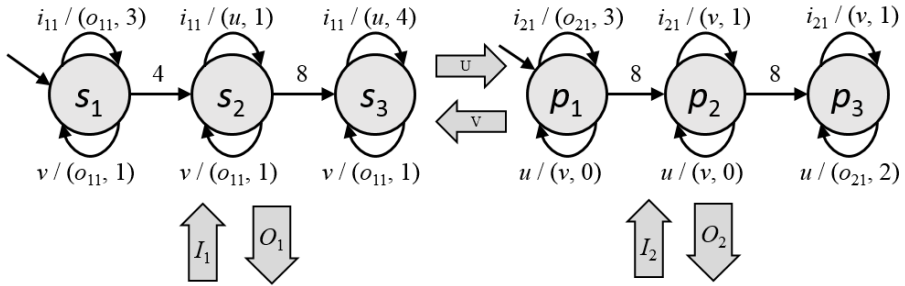 i₁₁ / (o₁₁, 3) i₁₁ / (u, 1) i₁₁ / (u, 4) i₂₁ / (o₂₁, 3) i₂₁ / (v, 1) i₂₁ / (v, 1)
4 8 U 8 8
s₁ s₂ s₃ p₁ p₂ p₃
V
v / (o₁₁, 1) v / (o₁₁, 1) v / (o₁₁, 1) u / (v, 0) u / (v, 0) u / (o₂₁, 2)
I₁ O₁ I₂ O₂